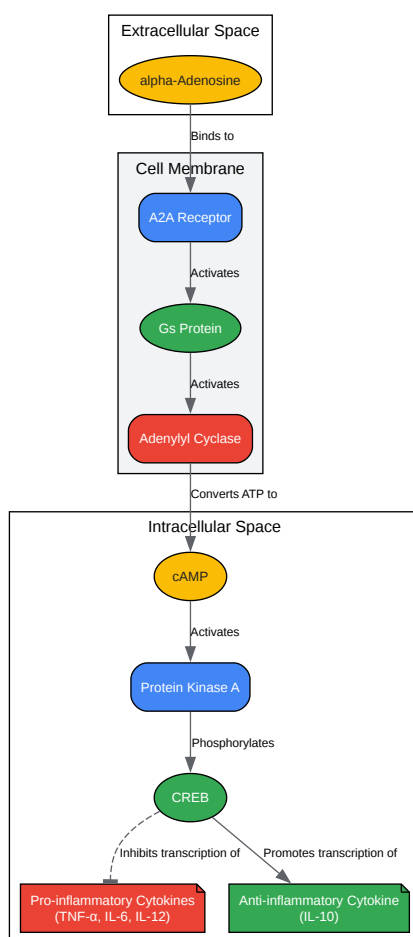 Extracellular Space
alpha-Adenosine
Binds to
Cell Membrane
A2A Receptor
Activates
Gs Protein
Activates
Adenylyl Cyclase
Converts ATP to
Intracellular Space
cAMP
Activates
Protein Kinase A
Phosphorylates
CREB
Inhibits transcription of
Promotes transcription of
Pro-inflammatory Cytokines
(TNF-α, IL-6, IL-12)
Anti-inflammatory Cytokine
(IL-10)